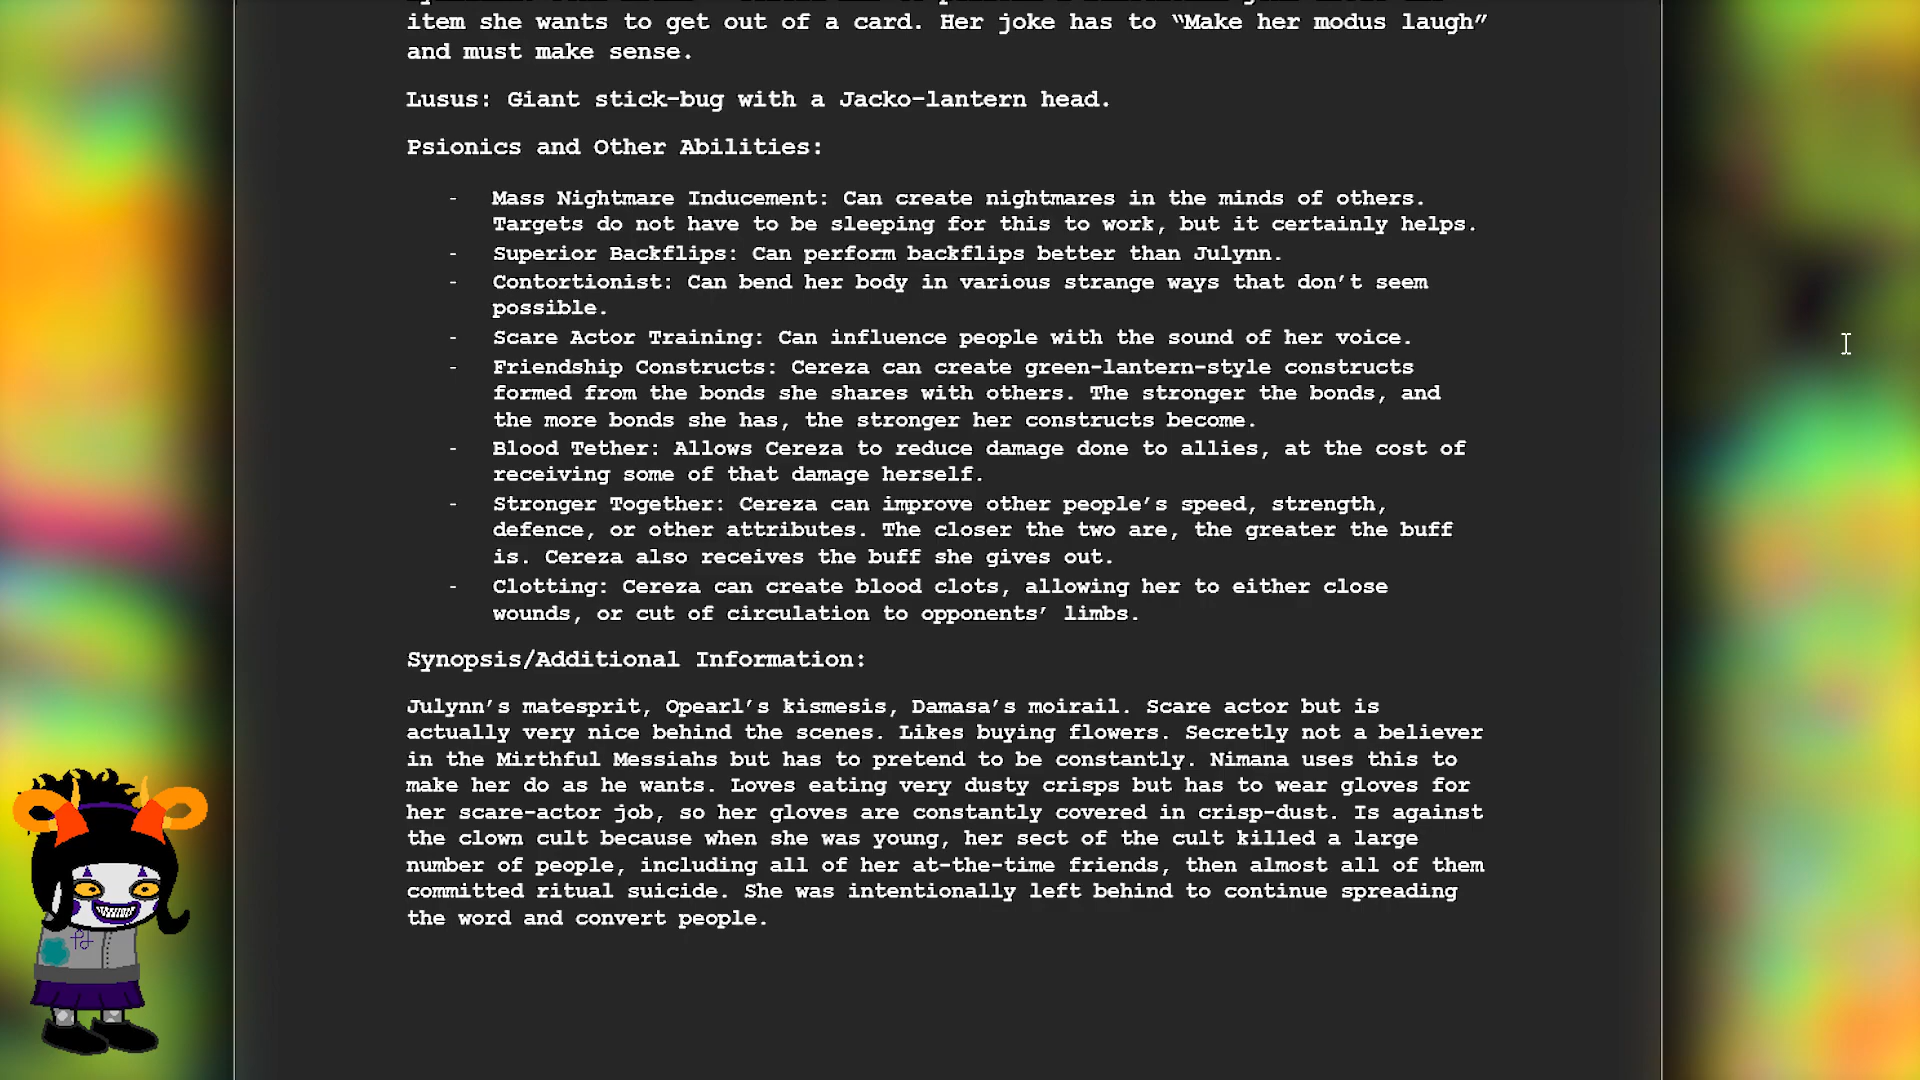 item she wants to get out of a card. Her joke has to “Make her modus laugh”
and must make sense.
Lusus: Giant stick-bug with a Jacko-lantern head.
Psionics and Other Abilities:
- Mass Nightmare Inducement: Can create nightmares in the minds of others.
Targets do not have to be sleeping for this to work, but it certainly helps.
- Superior Backflips: Can perform backflips better than Julynn.
- Contortionist: Can bend her body in various strange ways that don’t seem
possible.
- Scare Actor Training: Can influence people with the sound of her voice.
- Friendship Constructs: Cereza can create green-lantern-style constructs
formed from the bonds she shares with others. The stronger the bonds, and
the more bonds she has, the stronger her constructs become.
- Blood Tether: Allows Cereza to reduce damage done to allies, at the cost of
receiving some of that damage herself.
- Stronger Together: Cereza can improve other people’s speed, strength,
defence, or other attributes. The closer the two are, the greater the buff
is. Cereza also receives the buff she gives out.
- Clotting: Cereza can create blood clots, allowing her to either close
wounds, or cut of circulation to opponents’ limbs.
Synopsis/Additional Information:
Julynn’s matesprit, Opearl’s kismesis, Damasa’s moirail. Scare actor but is
actually very nice behind the scenes. Likes buying flowers. Secretly not a believer
in the Mirthful Messiahs but has to pretend to be constantly. Nimana uses this to
make her do as he wants. Loves eating very dusty crisps but has to wear gloves for
her scare-actor job, so her gloves are constantly covered in crisp-dust. Is against
the clown cult because when she was young, her sect of the cult killed a large
number of people, including all of her at-the-time friends, then almost all of them
committed ritual suicide. She was intentionally left behind to continue spreading
the word and convert people.